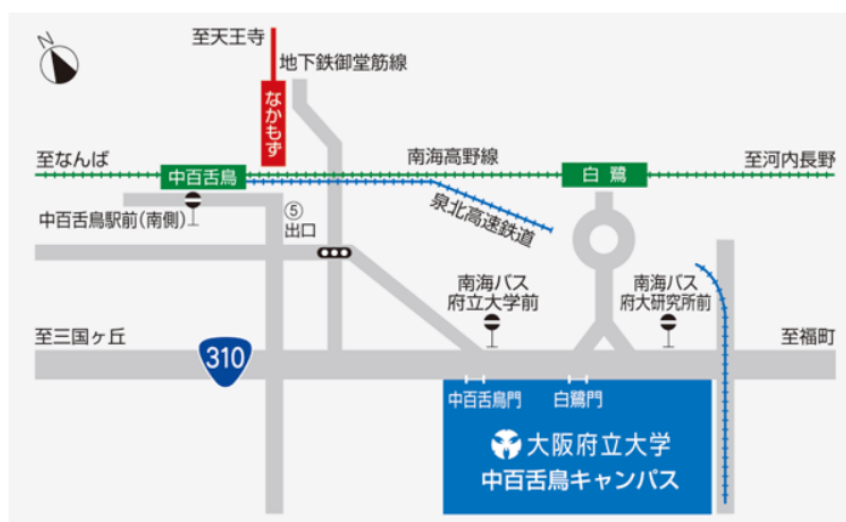 N
至天王寺
地下鉄御堂筋線
なかもず
至なんば
南海高野線
至河内長野
中百舌鳥
白鷺
泉北高速鉄道
中百舌鳥駅前(南側)
⑤
出口
南海バス
府立大学前
南海バス
府大研究所前
至三国ヶ丘
310
至福町
中百舌鳥門
白鷺門
大阪府立大学
中百舌鳥キャンパス